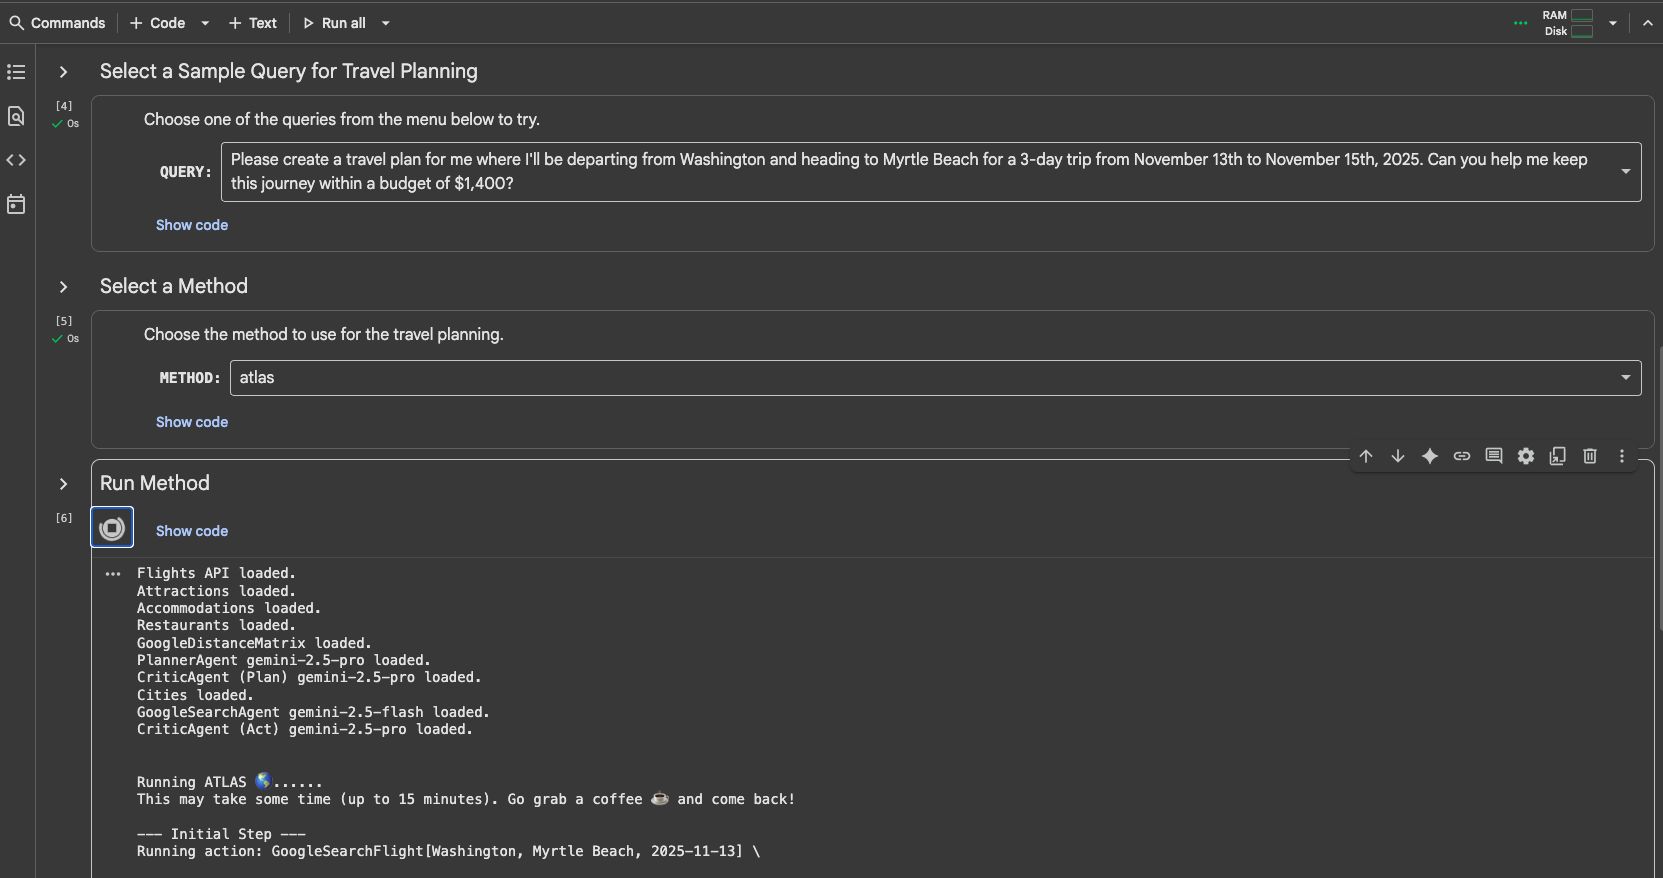 Commands + Code + Text Run all RAM
Disk
Select a Sample Query for Travel Planning
[4]
0s
Choose one of the queries from the menu below to try.
QUERY: Please create a travel plan for me where I'll be departing from Washington and heading to Myrtle Beach for a 3-day trip from November 13th to November 15th, 2025. Can you help me keep
this journey within a budget of $1,400?
Show code
Select a Method
[5]
0s
Choose the method to use for the travel planning.
METHOD: atlas
Show code
Run Method
[6]
Show code
Flights API loaded.
Attractions loaded.
Accommodations loaded.
Restaurants loaded.
GoogleDistanceMatrix loaded.
PlannerAgent gemini-2.5-pro loaded.
CriticAgent (Plan) gemini-2.5-pro loaded.
Cities loaded.
GoogleSearchAgent gemini-2.5-flash loaded.
CriticAgent (Act) gemini-2.5-pro loaded.
Running ATLAS 🌎......
This may take some time (up to 15 minutes). Go grab a coffee ☕ and come back!
--- Initial Step ---
Running action: GoogleSearchFlight[Washington, Myrtle Beach, 2025-11-13] \